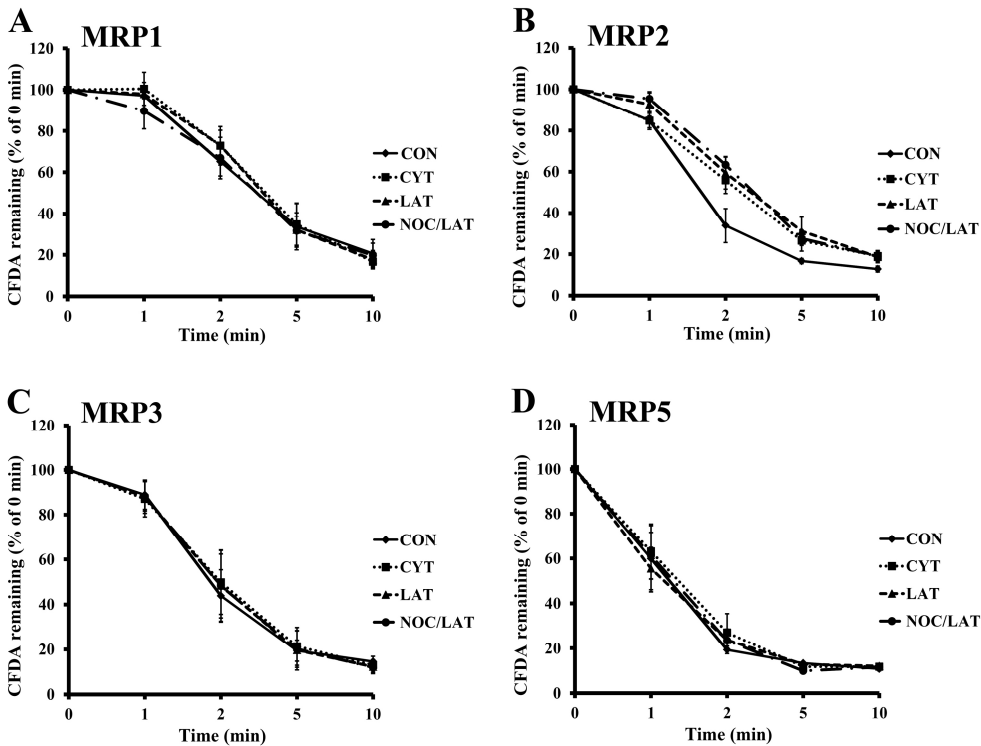 A
MRP1
CFDA remaining (% of 0 min)
120
100
80
60
40
20
0
0 1 2 5 10
Time (min)
CON
CYT
LAT
NOC/LAT
B
MRP2
CFDA remaining (% of 0 min)
120
100
80
60
40
20
0
0 1 2 5 10
Time (min)
CON
CYT
LAT
NOC/LAT
C
MRP3
CFDA remaining (% of 0 min)
120
100
80
60
40
20
0
0 1 2 5 10
Time (min)
CON
CYT
LAT
NOC/LAT
D
MRP5
CFDA remaining (% of 0 min)
120
100
80
60
40
20
0
0 1 2 5 10
Time (min)
CON
CYT
LAT
NOC/LAT